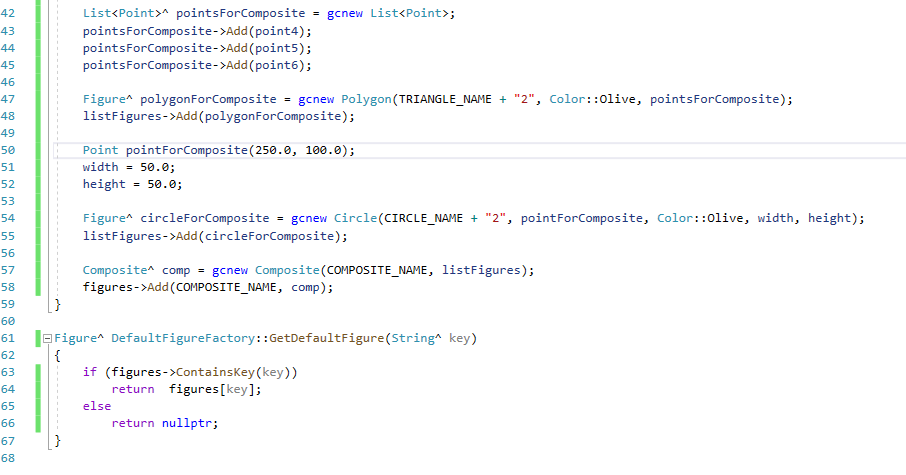 42 List<Point>^ pointsForComposite = gcnew List<Point>;
43 pointsForComposite->Add(point4);
44 pointsForComposite->Add(point5);
45 pointsForComposite->Add(point6);
46
47 Figure^ polygonForComposite = gcnew Polygon(TRIANGLE_NAME + "2", Color::Olive, pointsForComposite);
48 listFigures->Add(polygonForComposite);
49
50 Point pointForComposite(250.0, 100.0);
51 width = 50.0;
52 height = 50.0;
53
54 Figure^ circleForComposite = gcnew Circle(CIRCLE_NAME + "2", pointForComposite, Color::Olive, width, height);
55 listFigures->Add(circleForComposite);
56
57 Composite^ comp = gcnew Composite(COMPOSITE_NAME, listFigures);
58 figures->Add(COMPOSITE_NAME, comp);
59 }
60
61 Figure^ DefaultFigureFactory::GetDefaultFigure(String^ key)
62 {
63 if (figures->ContainsKey(key))
64 return  figures[key];
65 else
66 return nullptr;
67 }
68